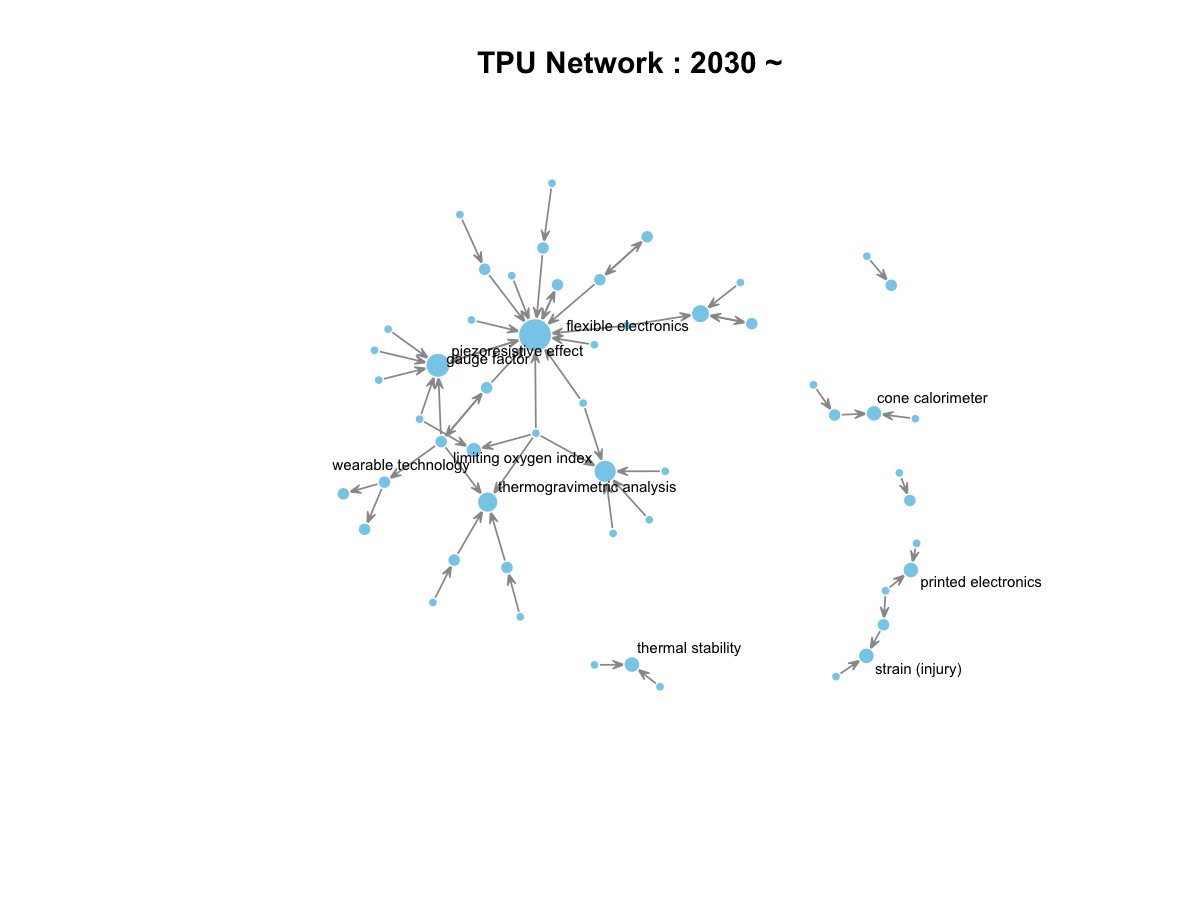 TPU Network : 2030 ~
flexible electronics
piezoresistive effect
gauge factor
cone calorimeter
limiting oxygen index
wearable technology
thermogravimetric analysis
printed electronics
thermal stability
strain (injury)